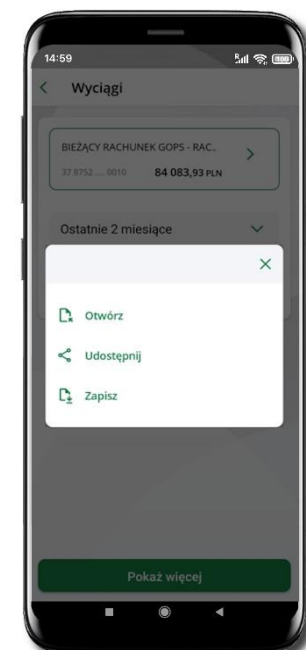 14:59
100
Wyciągi
BIEŻĄCY RACHUNEK GOPS - RAC..
37 8752 .... 0010 84 083,93 PLN
Ostatnie 2 miesiące
Otwórz
Udostępnij
Zapisz
Pokaż więcej